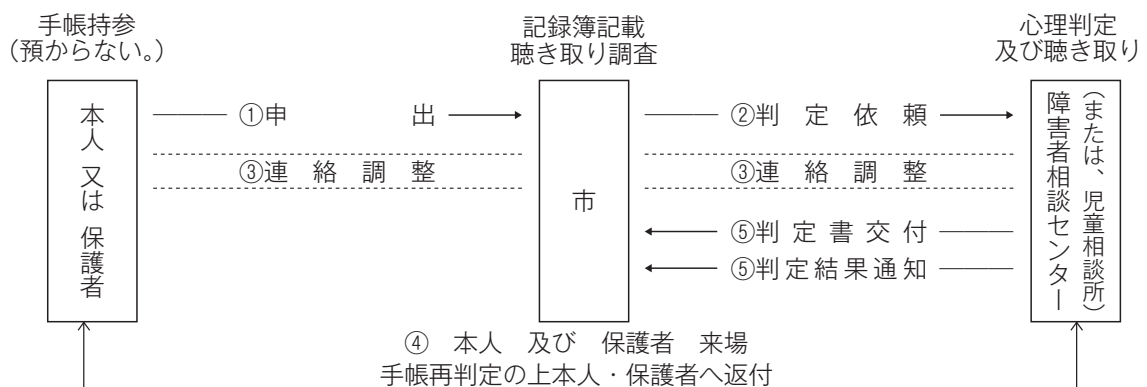 手帳持参
(預からない。)
記録簿記載
聴き取り調査
心理判定
及び聴き取り
本人又は保護者
①申出
③連絡調整
市
②判定依頼
③連絡調整
⑤判定書交付
⑤判定結果通知
(または、児童相談所)
障害者相談センター
④ 本人 及び 保護者 来場
手帳再判定の上本人・保護者へ返付